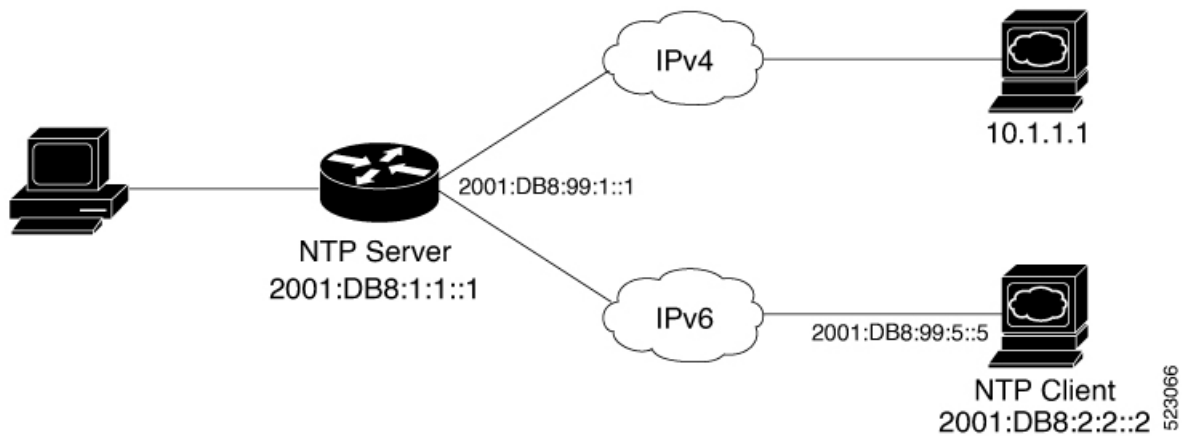 IPv4
10.1.1.1
2001:DB8:99:1::1
NTP Server
2001:DB8:1:1::1
IPv6
2001:DB8:99:5::5
NTP Client
2001:DB8:2:2::2
523066